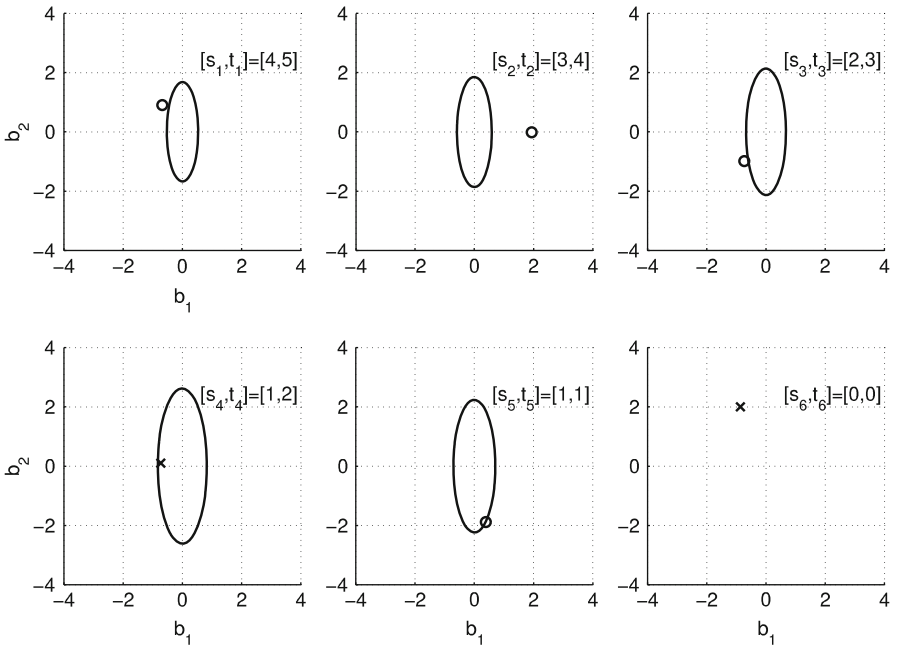 4 4 4
[s1,t1]=[4,5] [s2,t2]=[3,4] [s3,t3]=[2,3]
2 2 2
b2 0 0 0
−2 −2 −2
−4 −4 −4
−4 −2 0 2 4 −4 −2 0 2 4 −4 −2 0 2 4
b1
4 4 4
[s4,t4]=[1,2] [s5,t5]=[1,1] [s6,t6]=[0,0]
2 2 2
b2 0 0 0
−2 −2 −2
−4 −4 −4
−4 −2 0 2 4 −4 −2 0 2 4 −4 −2 0 2 4
b1 b1 b1